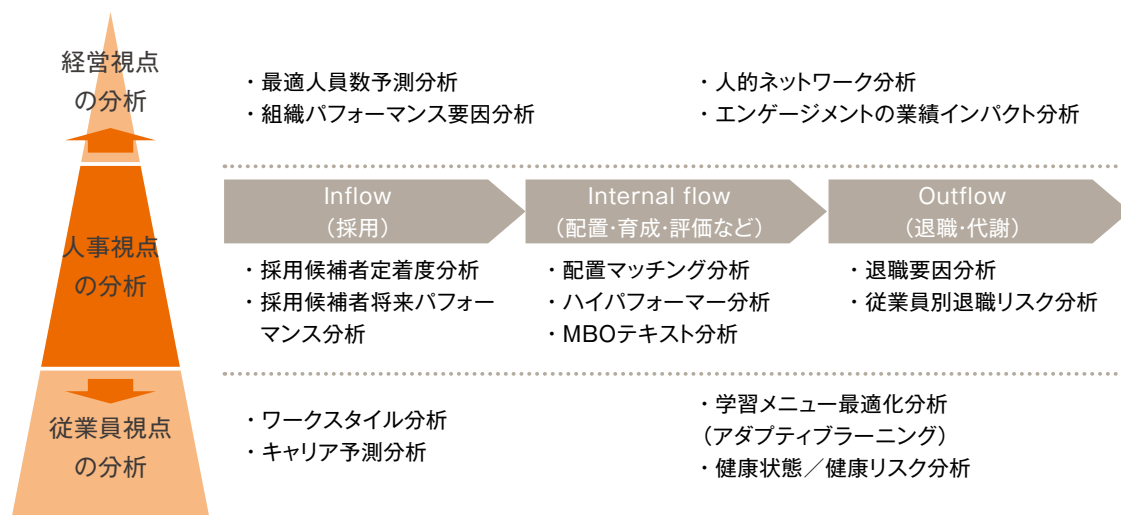 経営視点
の分析
・最適人員数予測分析
・組織パフォーマンス要因分析
・人的ネットワーク分析
・エンゲージメントの業績インパクト分析
人事視点
の分析
Inflow
（採用）
Internal flow
（配置・育成・評価など）
Outflow
（退職・代謝）
・採用候補者定着度分析
・採用候補者将来パフォー
マンス分析
・配置マッチング分析
・ハイパフォーマー分析
・MBOテキスト分析
・退職要因分析
・従業員別退職リスク分析
従業員視点
の分析
・ワークスタイル分析
・キャリア予測分析
・学習メニュー最適化分析
（アダプティブラーニング）
・健康状態／健康リスク分析